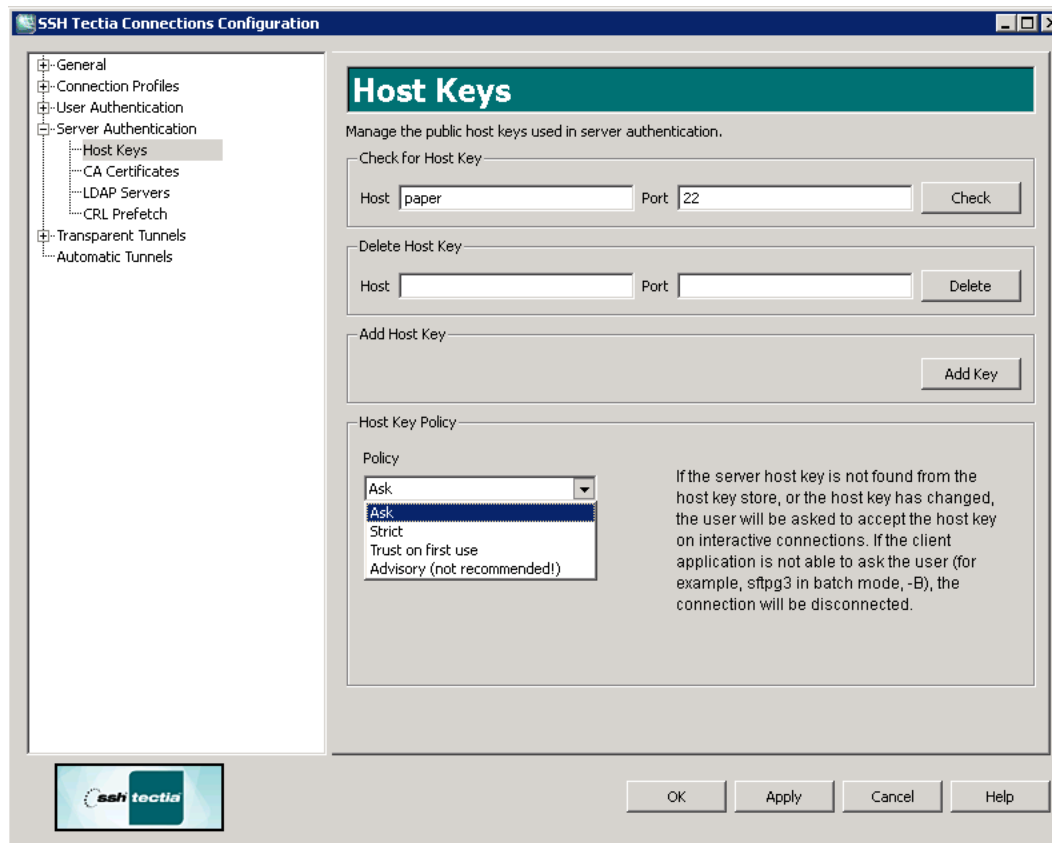 SSH Tectia Connections Configuration
General
Connection Profiles
User Authentication
Server Authentication
Host Keys
CA Certificates
LDAP Servers
CRL Prefetch
Transparent Tunnels
Automatic Tunnels
Host Keys
Manage the public host keys used in server authentication.
Check for Host Key
Host paper Port 22 Check
Delete Host Key
Host Port Delete
Add Host Key
Add Key
Host Key Policy
Policy
Ask
Ask
Strict
Trust on first use
Advisory (not recommended!)
If the server host key is not found from the
host key store, or the host key has changed,
the user will be asked to accept the host key
on interactive connections. If the client
application is not able to ask the user (for
example, sftpg3 in batch mode, -B), the
connection will be disconnected.
ssh tectia
OK Apply Cancel Help